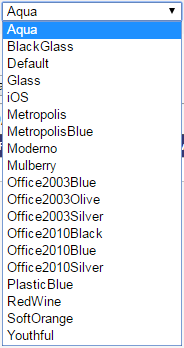 Aqua
Aqua
BlackGlass
Default
Glass
iOS
Metropolis
MetropolisBlue
Moderno
Mulberry
Office2003Blue
Office2003Olive
Office2003Silver
Office2010Black
Office2010Blue
Office2010Silver
PlasticBlue
RedWine
SoftOrange
Youthful